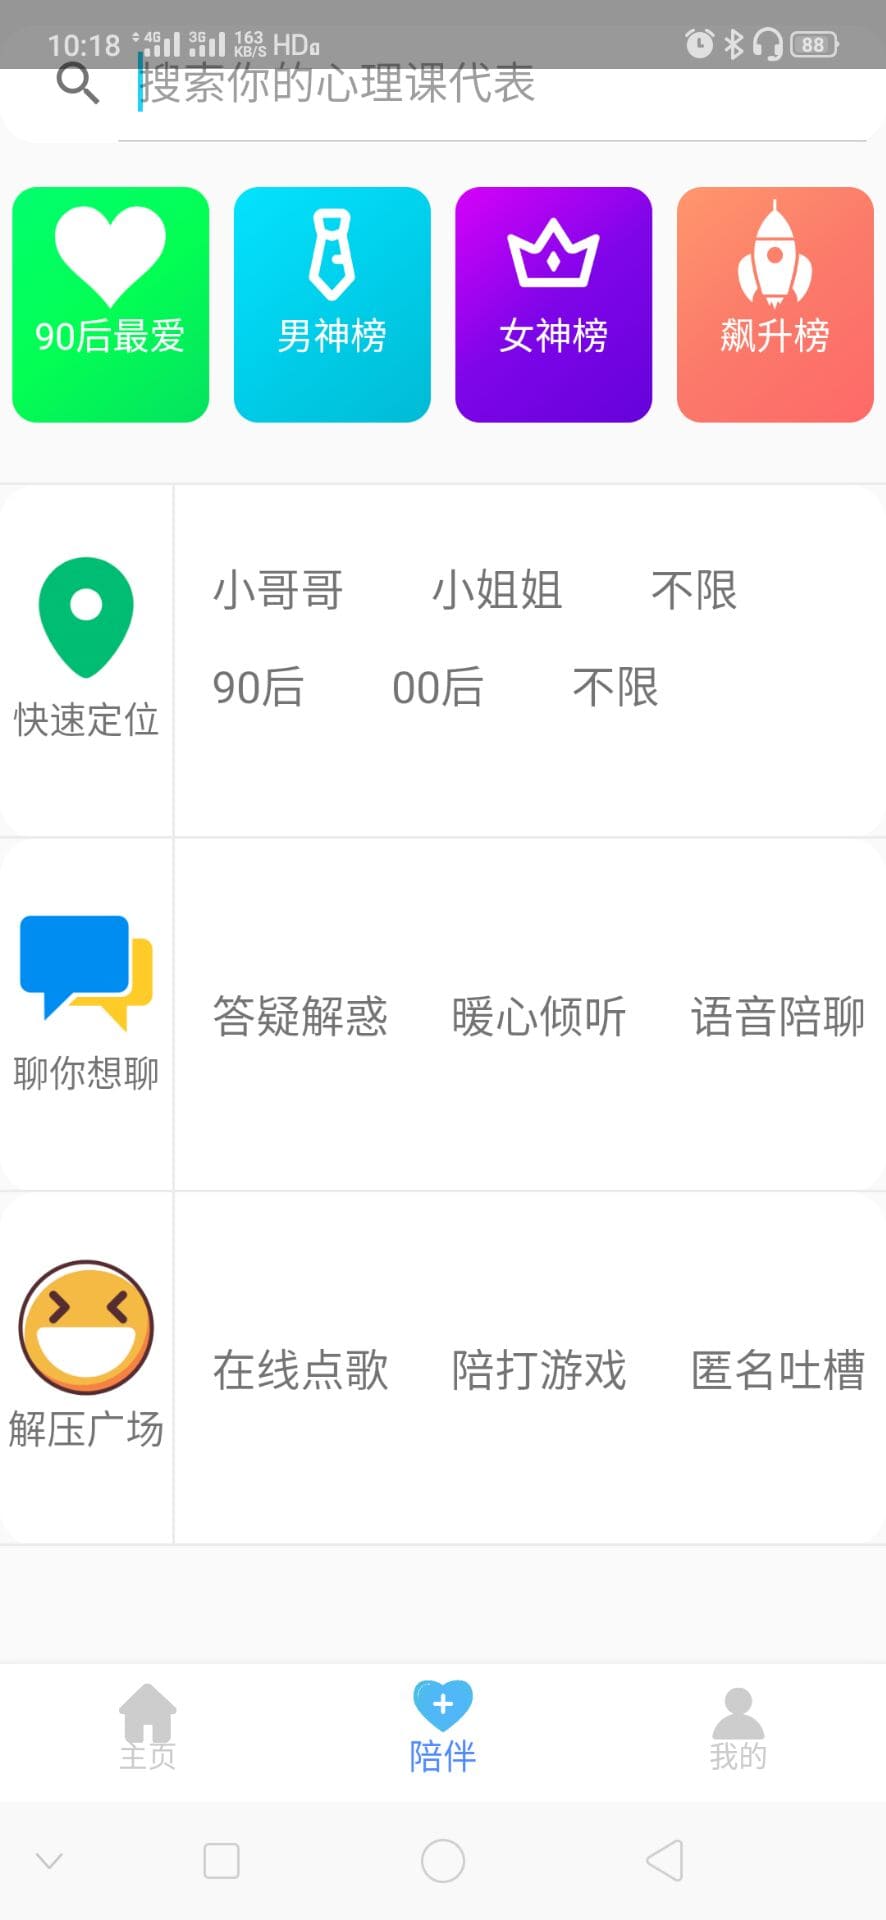 10:18 4G 3G 163 KB/S HD 88
搜索你的心理课代表
90后最爱 男神榜 女神榜 飙升榜
小哥哥 小姐姐 不限
90后 00后 不限
快速定位
答疑解惑 暖心倾听 语音陪聊
聊你想聊
在线点歌 陪打游戏 匿名吐槽
解压广场
主页 陪伴 我的